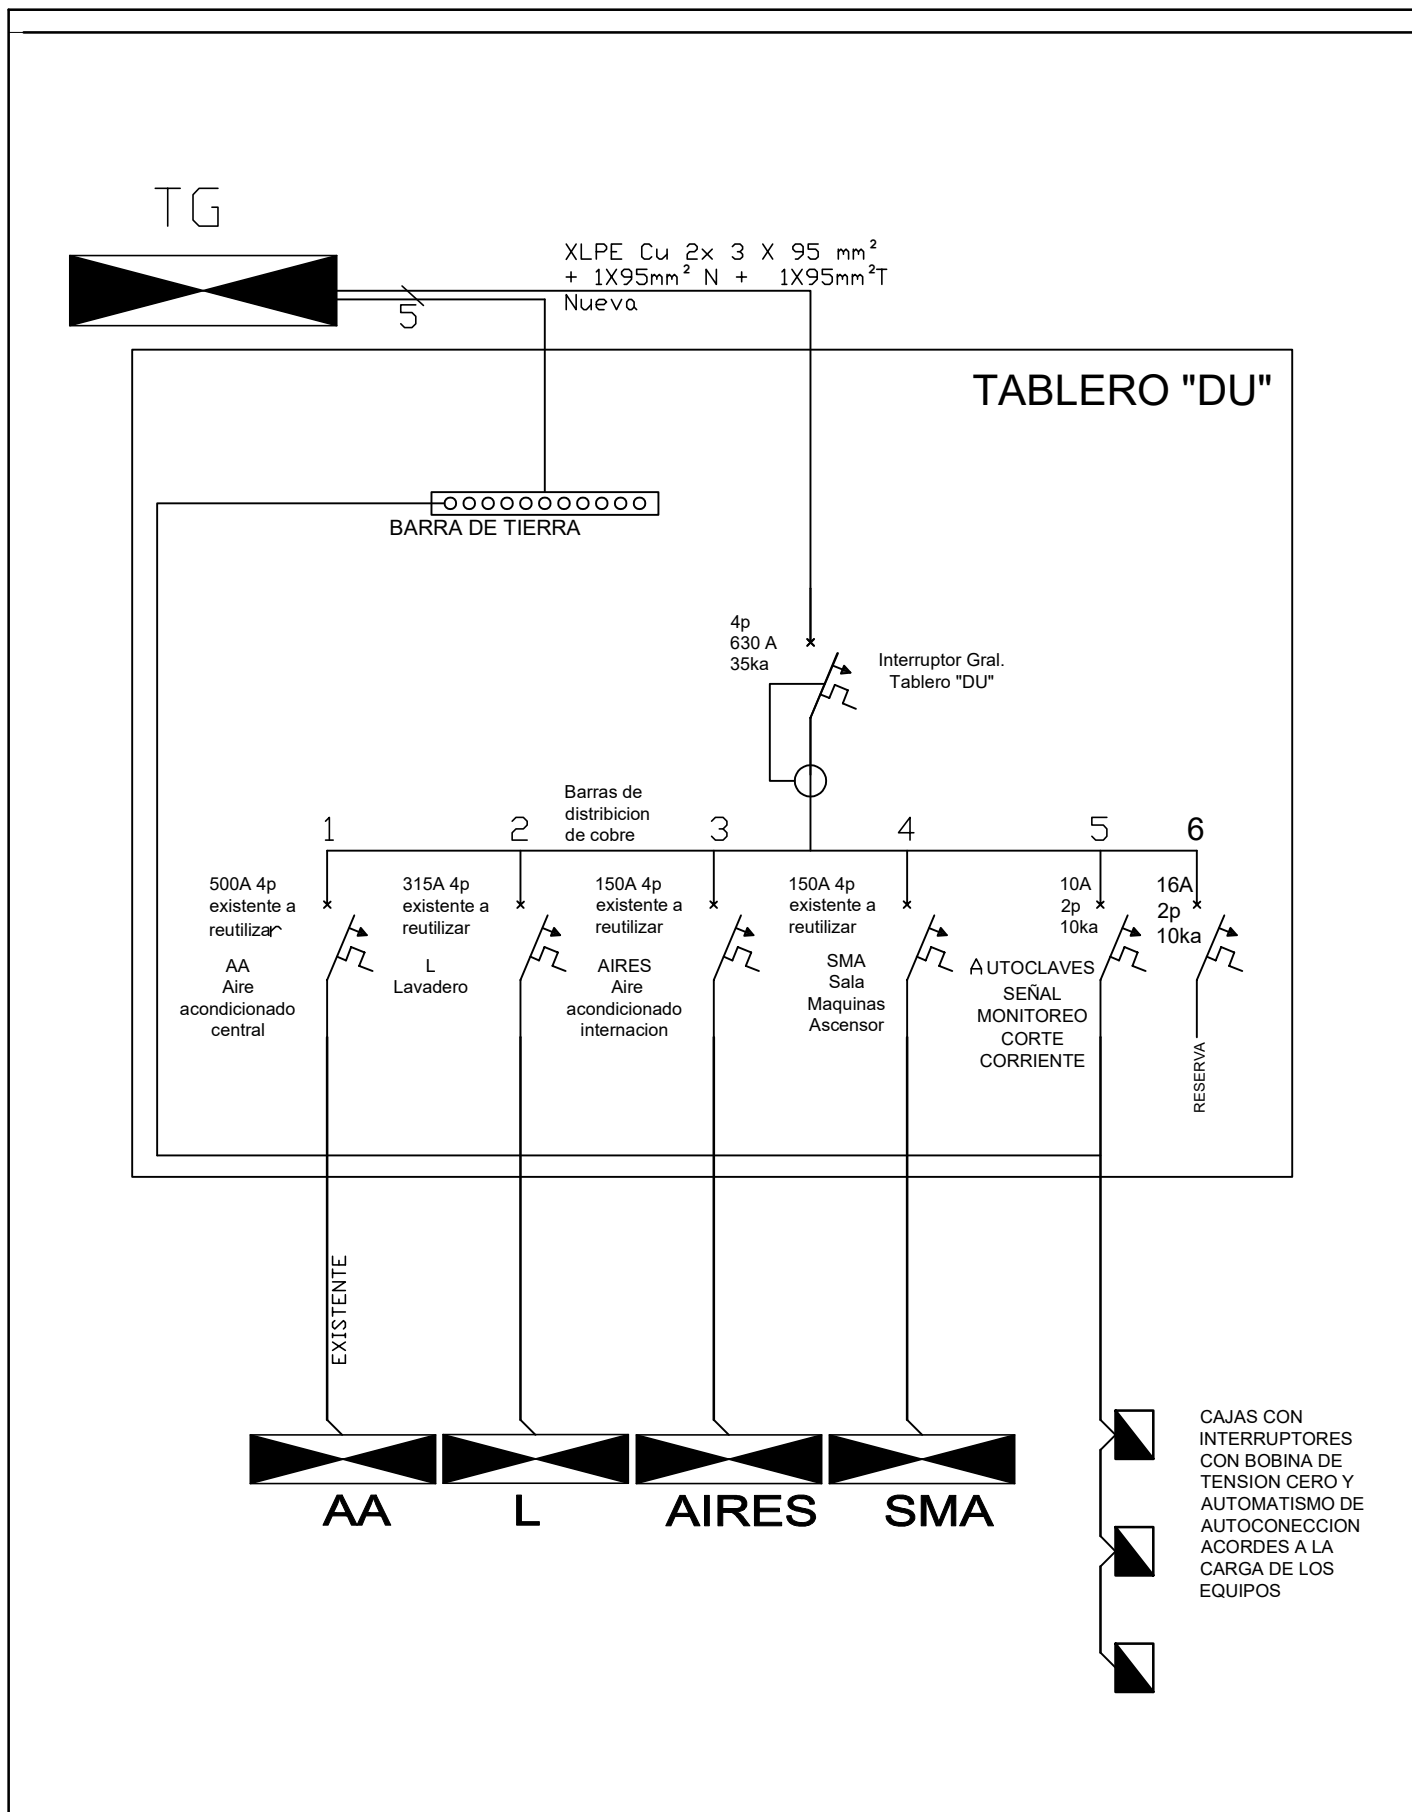 TG
XLPE Cu 2x 3 X 95 mm²
+ 1X95mm² N + 1X95mm²T
Nueva
5
TABLERO "DU"
BARRA DE TIERRA
4p
630 A
35ka
Interruptor Gral.
Tablero "DU"
Barras de
distribicion
de cobre
1
2
3
4
5
6
500A 4p
existente a
reutilizar
AA
Aire
acondicionado
central
315A 4p
existente a
reutilizar
L
Lavadero
150A 4p
existente a
reutilizar
AIRES
Aire
acondicionado
internacion
150A 4p
existente a
reutilizar
SMA
Sala
Maquinas
Ascensor
10A
2p
10ka
AUTOCLAVES
SEÑAL
MONITOREO
CORTE
CORRIENTE
16A
2p
10ka
RESERVA
EXISTENTE
AA
L
AIRES
SMA
CAJAS CON
INTERRUPTORES
CON BOBINA DE
TENSION CERO Y
AUTOMATISMO DE
AUTOCONECCION
ACORDES A LA
CARGA DE LOS
EQUIPOS